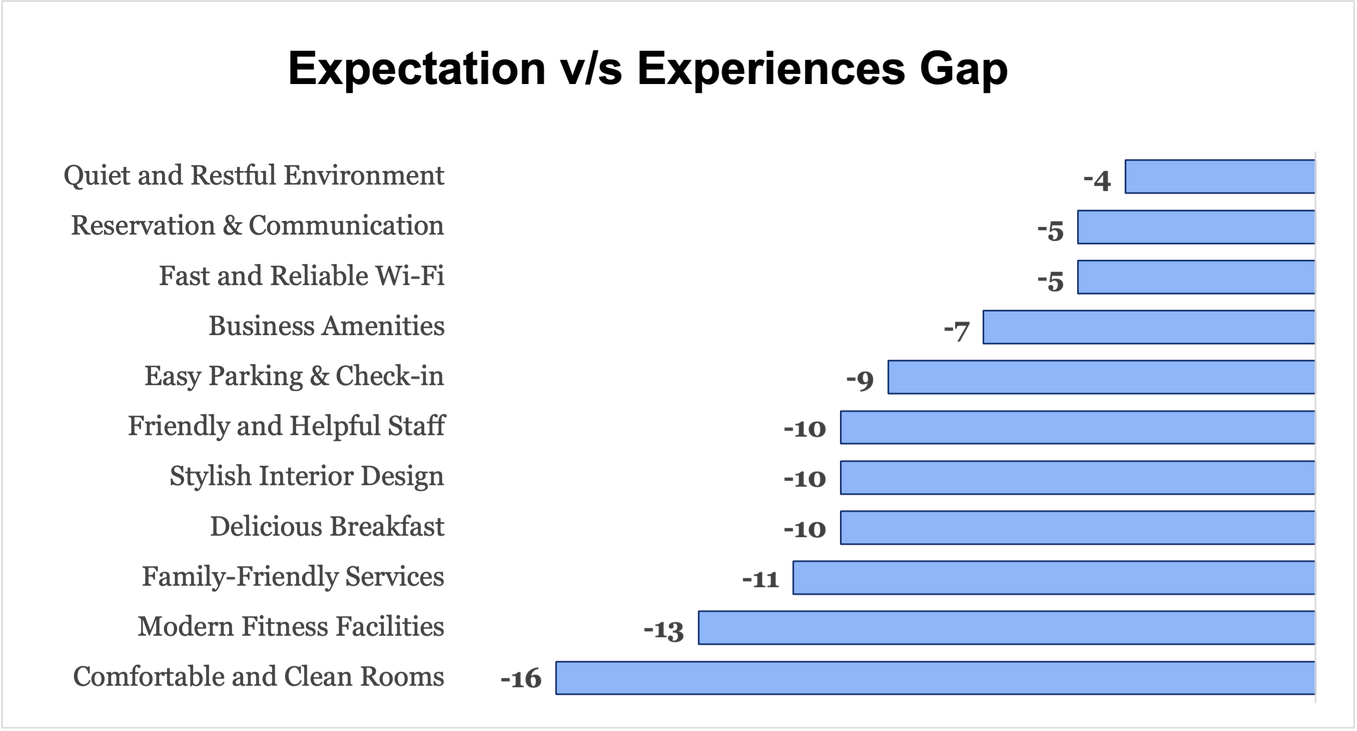 Expectation v/s Experiences Gap
Quiet and Restful Environment -4
Reservation & Communication -5
Fast and Reliable Wi-Fi -5
Business Amenities -7
Easy Parking & Check-in -9
Friendly and Helpful Staff -10
Stylish Interior Design -10
Delicious Breakfast -10
Family-Friendly Services -11
Modern Fitness Facilities -13
Comfortable and Clean Rooms -16